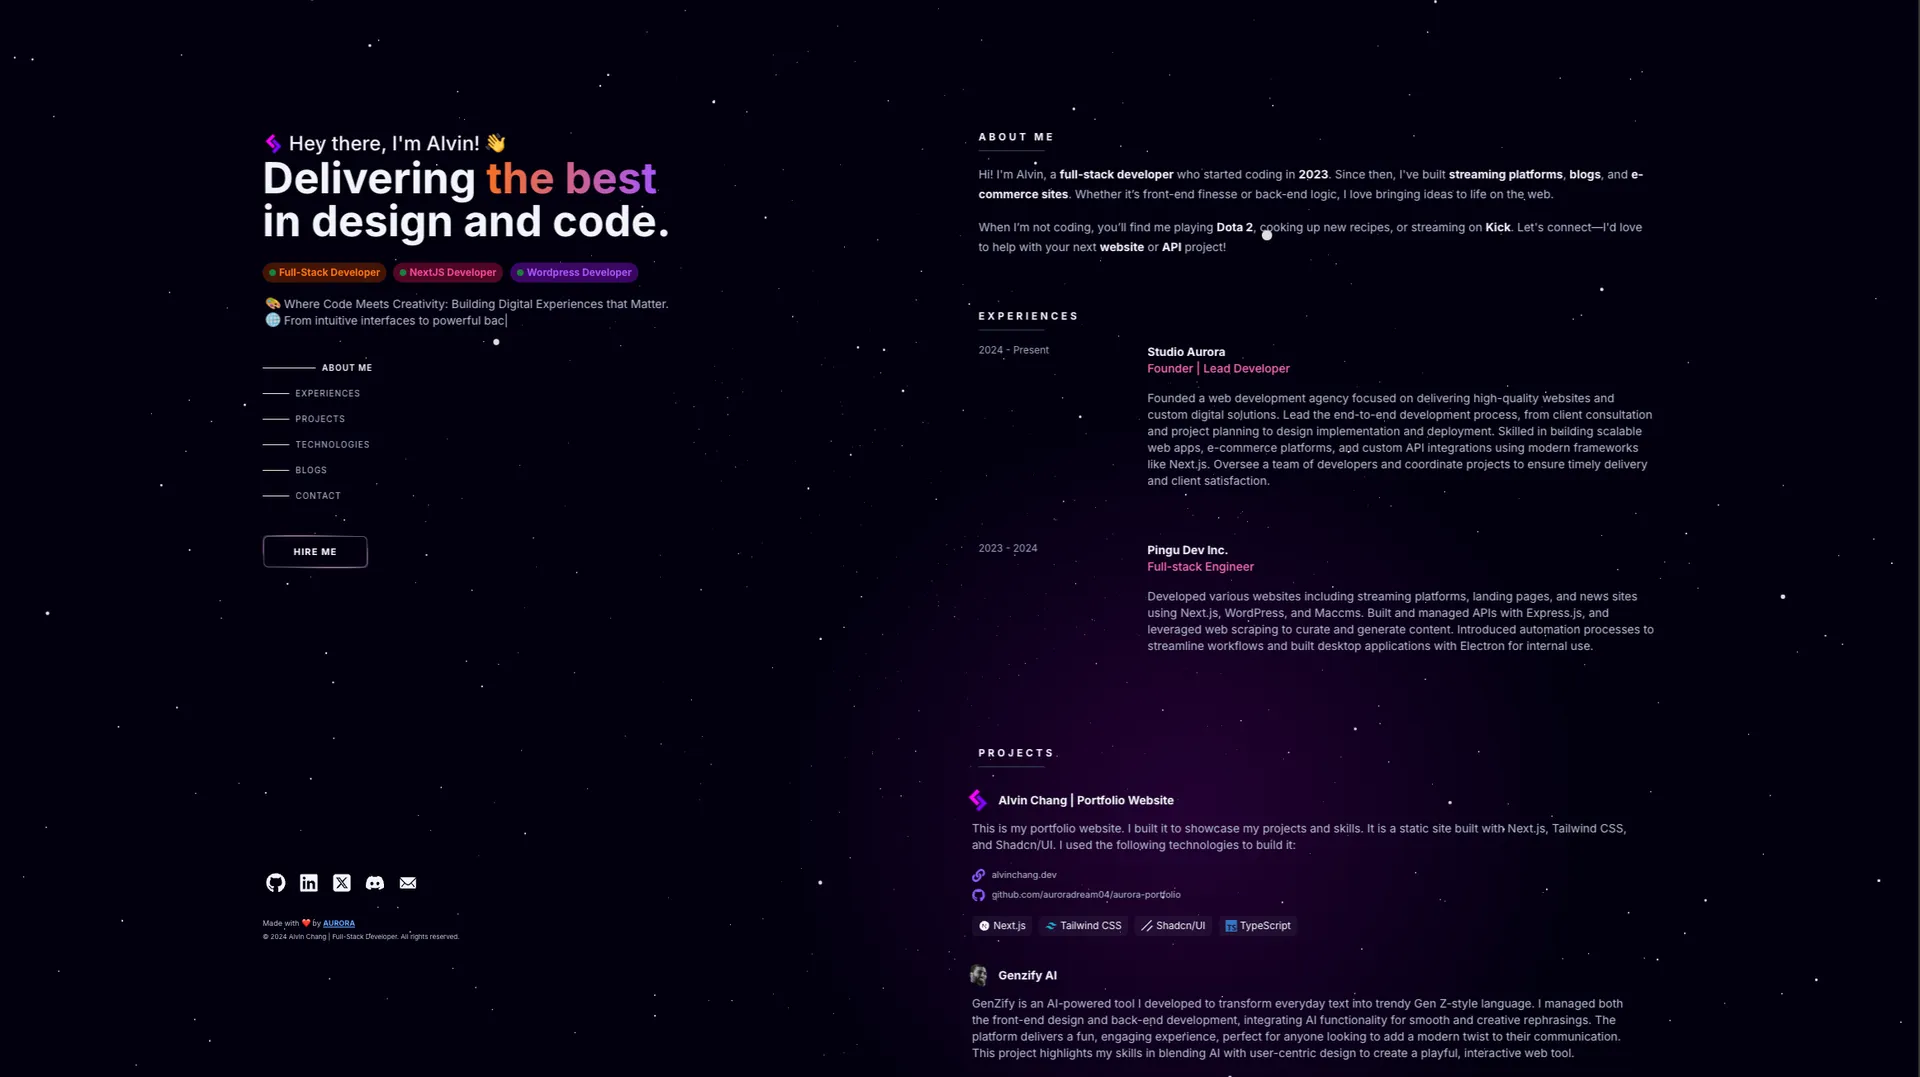 Hey there, I'm Alvin! 👋
Delivering the best
in design and code.
Full-Stack Developer
NextJS Developer
Wordpress Developer
🎨 Where Code Meets Creativity: Building Digital Experiences that Matter.
🌐 From intuitive interfaces to powerful bac|
ABOUT ME
EXPERIENCES
PROJECTS
TECHNOLOGIES
BLOGS
CONTACT
HIRE ME
Made with ❤️ by AURORA
© 2024 Alvin Chang | Full-Stack Developer. All rights reserved.
ABOUT ME
Hi! I'm Alvin, a full-stack developer who started coding in 2023. Since then, I've built streaming platforms, blogs, and e-
commerce sites. Whether it's front-end finesse or back-end logic, I love bringing ideas to life on the web.
When I'm not coding, you'll find me playing Dota 2, cooking up new recipes, or streaming on Kick. Let's connect—I'd love
to help with your next website or API project!
EXPERIENCES
2024 - Present
Studio Aurora
Founder | Lead Developer
Founded a web development agency focused on delivering high-quality websites and
custom digital solutions. Lead the end-to-end development process, from client consultation
and project planning to design implementation and deployment. Skilled in building scalable
web apps, e-commerce platforms, and custom API integrations using modern frameworks
like Next.js. Oversee a team of developers and coordinate projects to ensure timely delivery
and client satisfaction.
2023 - 2024
Pingu Dev Inc.
Full-stack Engineer
Developed various websites including streaming platforms, landing pages, and news sites
using Next.js, WordPress, and Maccms. Built and managed APIs with Express.js, and
leveraged web scraping to curate and generate content. Introduced automation processes to
streamline workflows and built desktop applications with Electron for internal use.
PROJECTS
Alvin Chang | Portfolio Website
This is my portfolio website. I built it to showcase my projects and skills. It is a static site built with Next.js, Tailwind CSS,
and Shadcn/UI. I used the following technologies to build it:
alvinchang.dev
github.com/auroradream04/aurora-portfolio
Next.js
Tailwind CSS
Shadcn/UI
TypeScript
Genzify AI
GenZify is an AI-powered tool I developed to transform everyday text into trendy Gen Z-style language. I managed both
the front-end design and back-end development, integrating AI functionality for smooth and creative rephrasings. The
platform delivers a fun, engaging experience, perfect for anyone looking to add a modern twist to their communication.
This project highlights my skills in blending AI with user-centric design to create a playful, interactive web tool.